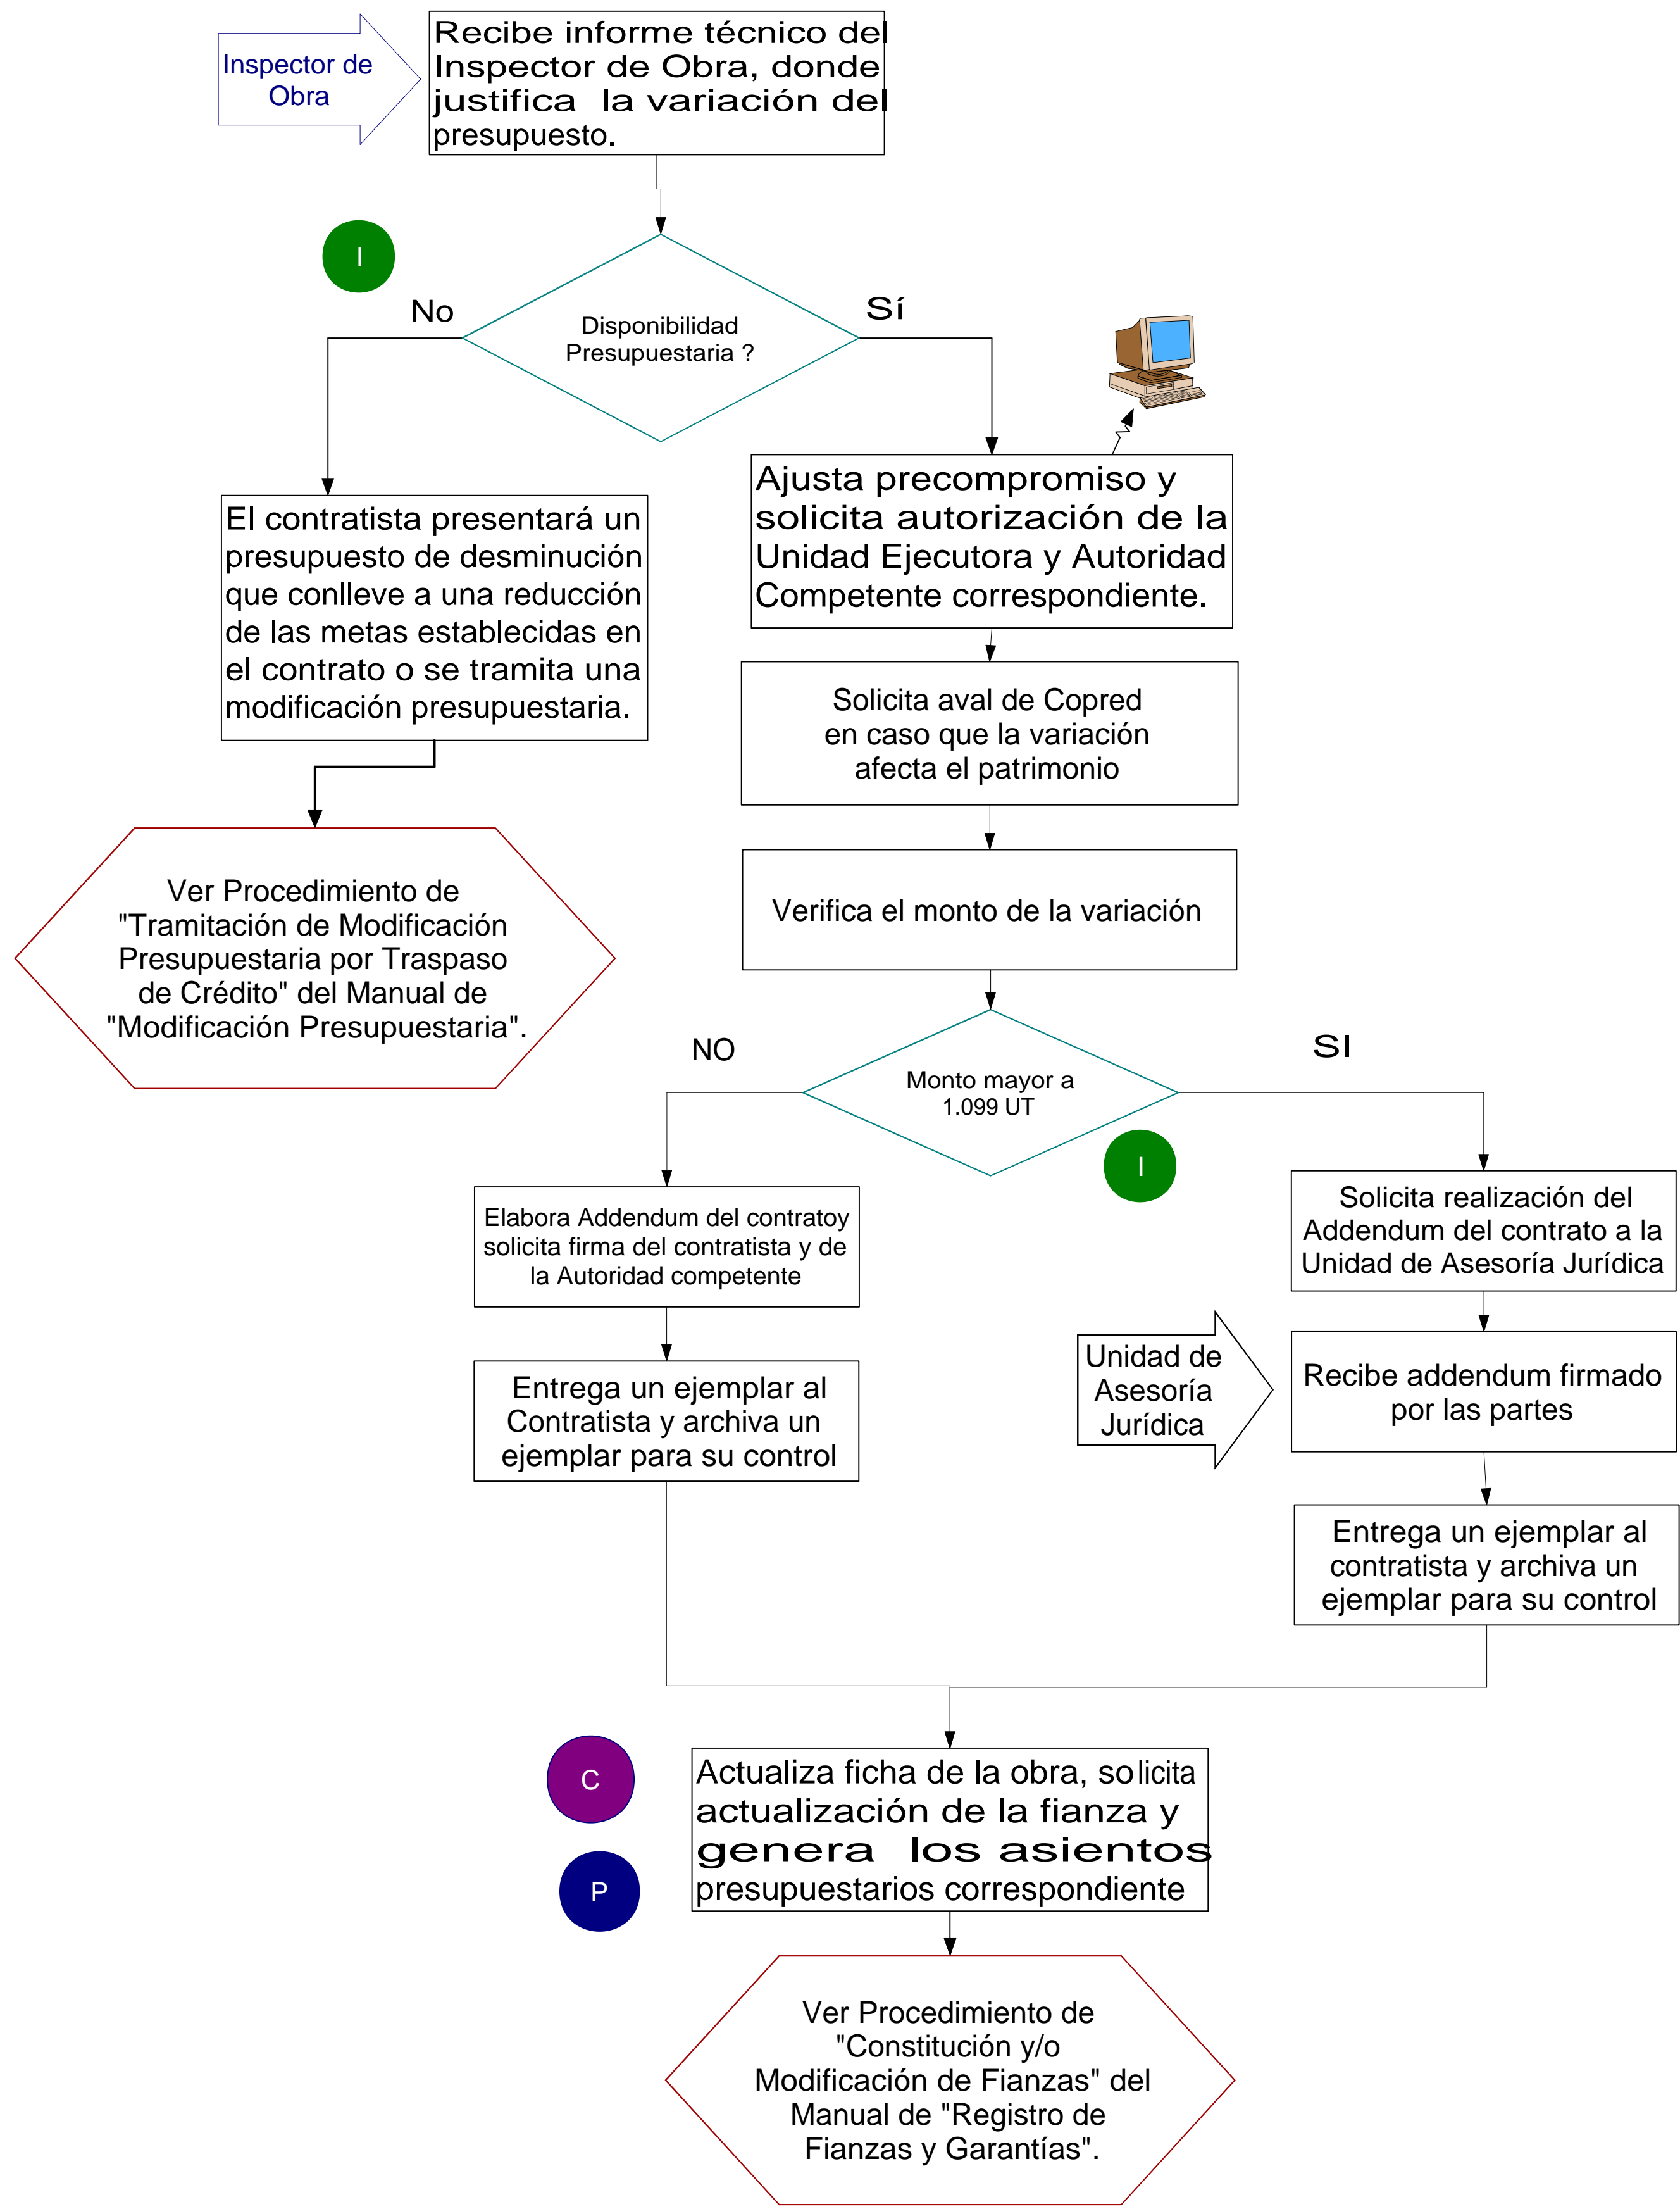 Inspector de
Obra
Recibe informe técnico del
Inspector de Obra, donde
justifica la variación del
presupuesto.
I
No
Sí
Disponibilidad
Presupuestaria ?
El contratista presentará un
presupuesto de desminución
que conlleve a una reducción
de las metas establecidas en
el contrato o se tramita una
modificación presupuestaria.
Ajusta precompromiso y
solicita autorización de la
Unidad Ejecutora y Autoridad
Competente correspondiente.
Solicita aval de Copred
en caso que la variación
afecta el patrimonio
Ver Procedimiento de
"Tramitación de Modificación
Presupuestaria por Traspaso
de Crédito" del Manual de
"Modificación Presupuestaria".
Verifica el monto de la variación
NO
SI
Monto mayor a
1.099 UT
I
Elabora Addendum del contratoy
solicita firma del contratista y de
la Autoridad competente
Solicita realización del
Addendum del contrato a la
Unidad de Asesoría Jurídica
Entrega un ejemplar al
Contratista y archiva un
ejemplar para su control
Unidad de
Asesoría
Jurídica
Recibe addendum firmado
por las partes
Entrega un ejemplar al
contratista y archiva un
ejemplar para su control
C
P
Actualiza ficha de la obra, solicita
actualización de la fianza y
genera los asientos
presupuestarios correspondiente
Ver Procedimiento de
"Constitución y/o
Modificación de Fianzas" del
Manual de "Registro de
Fianzas y Garantías".